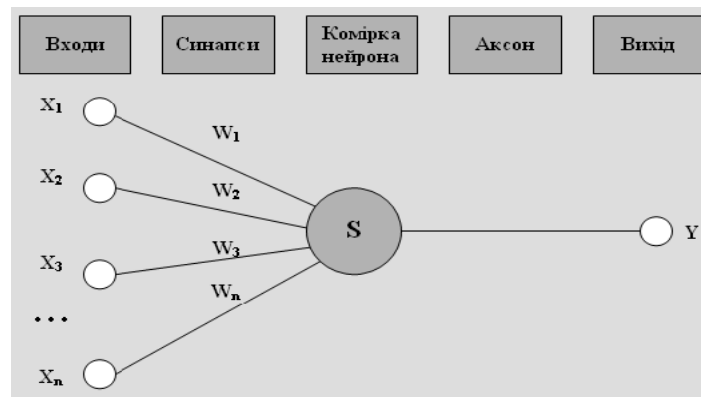 Входи
Синапси
Комірка
нейрона
Аксон
Вихід
X1
W1
X2
W2
S
Y
X3
W3
Wn
...
Xn